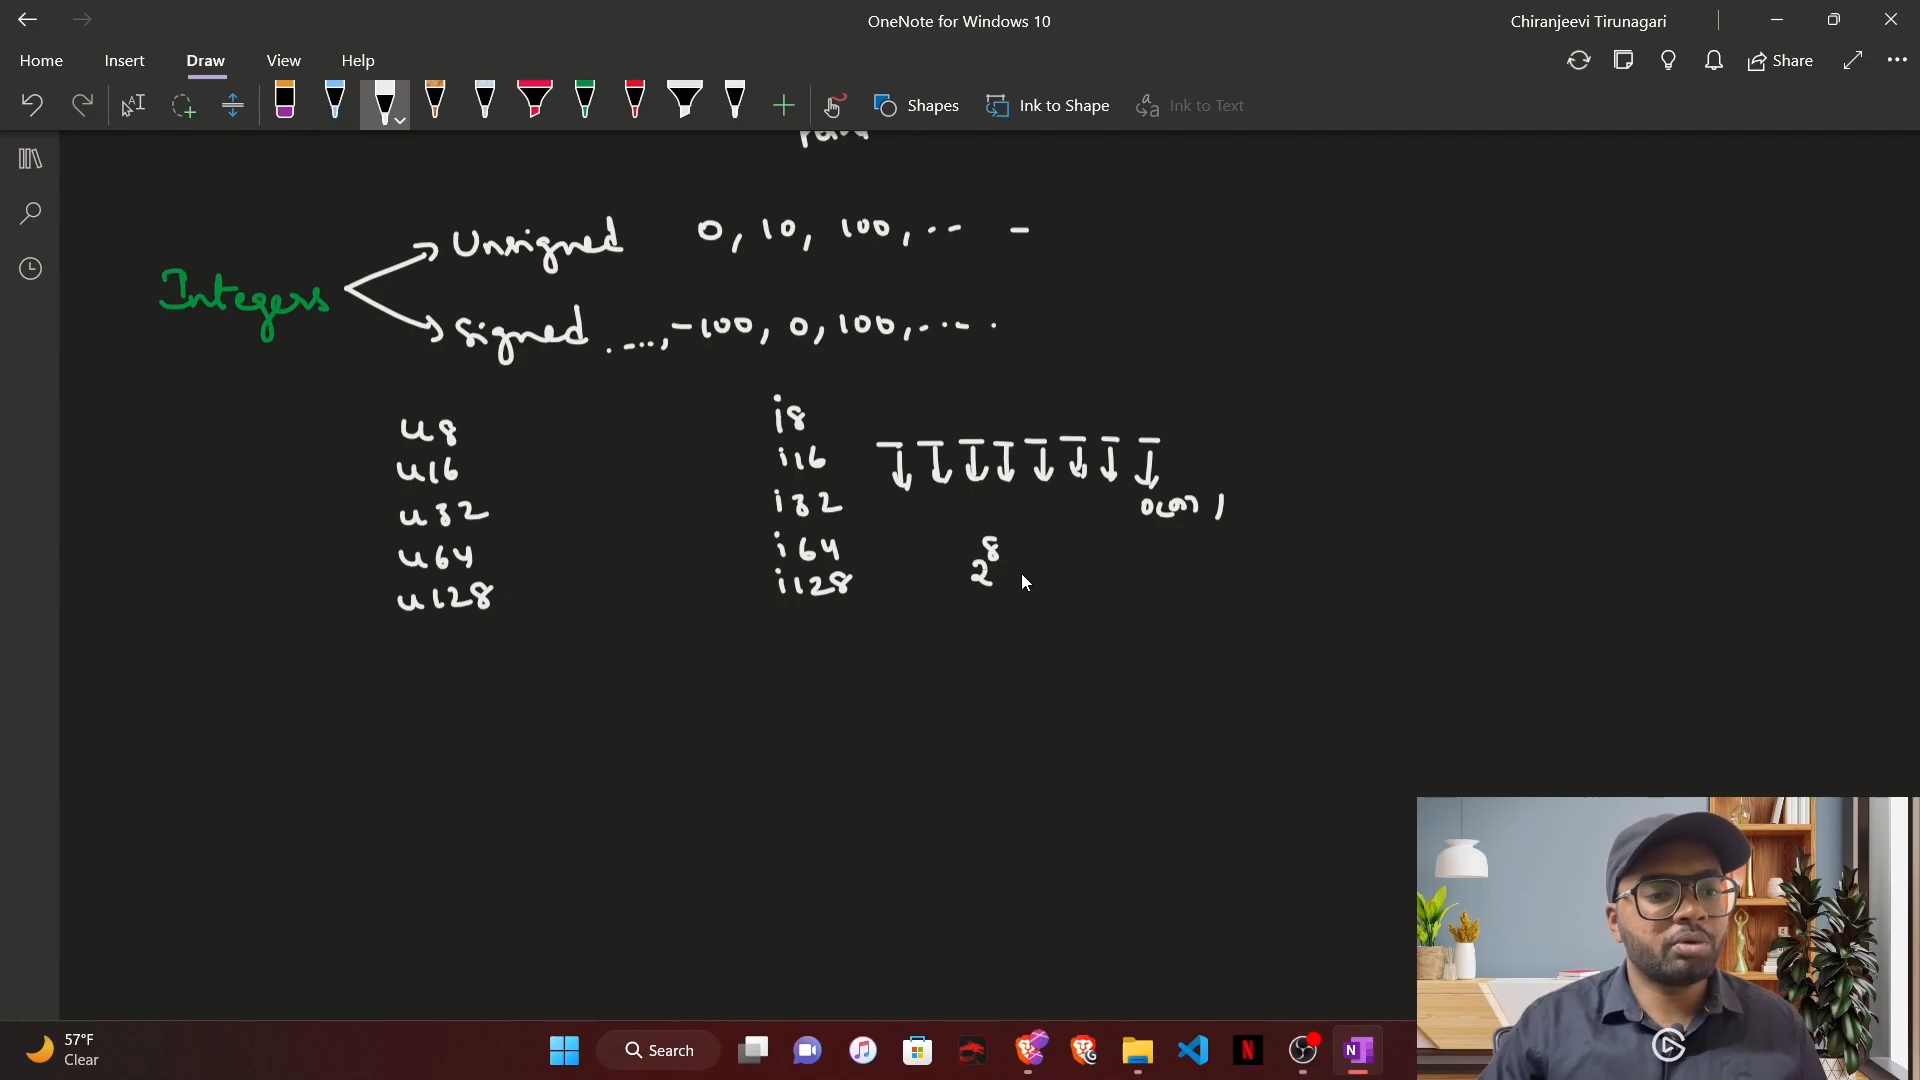 OneNote for Windows 10
Chiranjeevi Tirunagari
Home Insert Draw View Help
Share
Shapes
Ink to Shape
Ink to Text
Integers
Unsigned 0, 10, 100, .. - -
Signed ....,-100, 0, 100,.... .
u8
u16
u32
u64
u128
i8
i16
i32
i64
i128
0(or) 1
2^8
57°F
Clear
Search